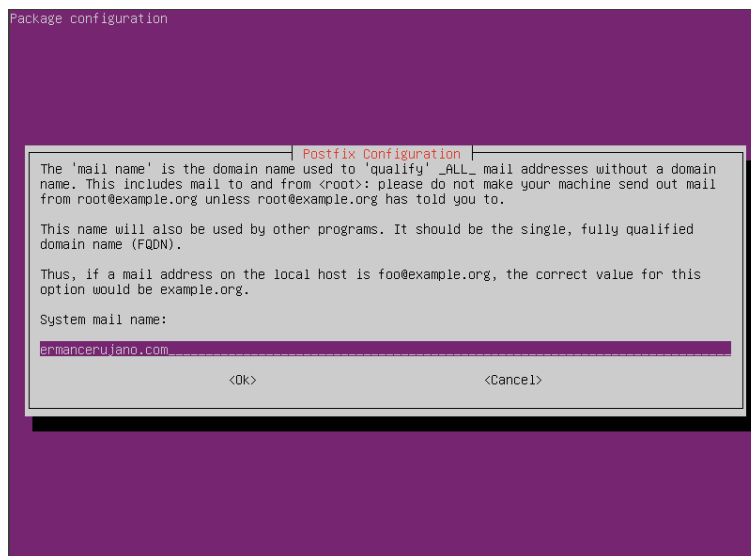 Package configuration
Postfix Configuration
The 'mail name' is the domain name used to 'qualify' _ALL_ mail addresses without a domain
name. This includes mail to and from <root>: please do not make your machine send out mail
from root@example.org unless root@example.org has told you to.
This name will also be used by other programs. It should be the single, fully qualified
domain name (FQDN).
Thus, if a mail address on the local host is foo@example.org, the correct value for this
option would be example.org.
System mail name:
ermancerujano.com
<Ok> <Cancel>